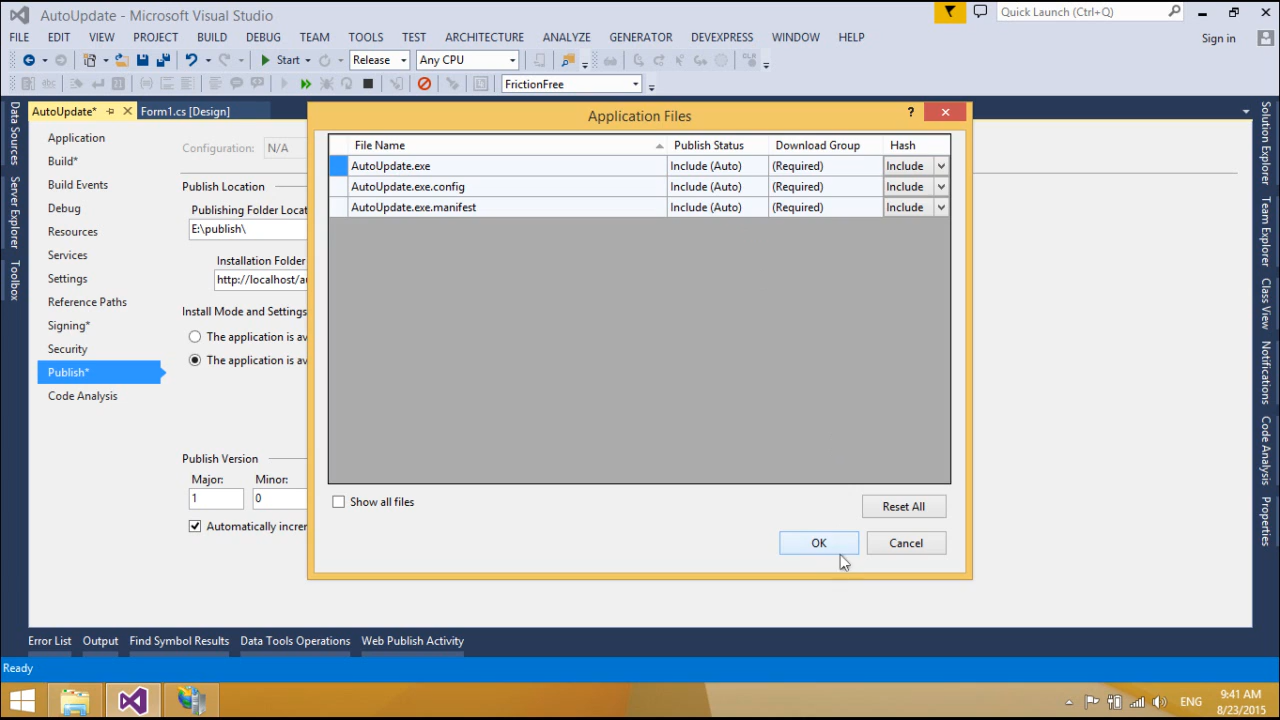 AutoUpdate - Microsoft Visual Studio
Quick Launch (Ctrl+Q)
FILE EDIT VIEW PROJECT BUILD DEBUG TEAM TOOLS TEST ARCHITECTURE ANALYZE GENERATOR DEVEXPRESS WINDOW HELP
Sign in
Start Release Any CPU
FrictionFree
AutoUpdate* Form1.cs [Design]
Data Sources
Server Explorer
Toolbox
Application
Build*
Build Events
Debug
Resources
Services
Settings
Reference Paths
Signing*
Security
Publish*
Code Analysis
Configuration: N/A
Publish Location
Publishing Folder Locat
E:\publish\
Installation Folder
http://localhost/a
Install Mode and Settings
The application is av
The application is av
Publish Version
Major: Minor:
1 0
Automatically increr
Application Files
?
File Name Publish Status Download Group Hash
AutoUpdate.exe Include (Auto) (Required) Include
AutoUpdate.exe.config Include (Auto) (Required) Include
AutoUpdate.exe.manifest Include (Auto) (Required) Include
Show all files
Reset All
OK Cancel
Solution Explorer
Team Explorer
Class View
Notifications
Code Analysis
Properties
Error List Output Find Symbol Results Data Tools Operations Web Publish Activity
Ready
ENG
9:41 AM
8/23/2015